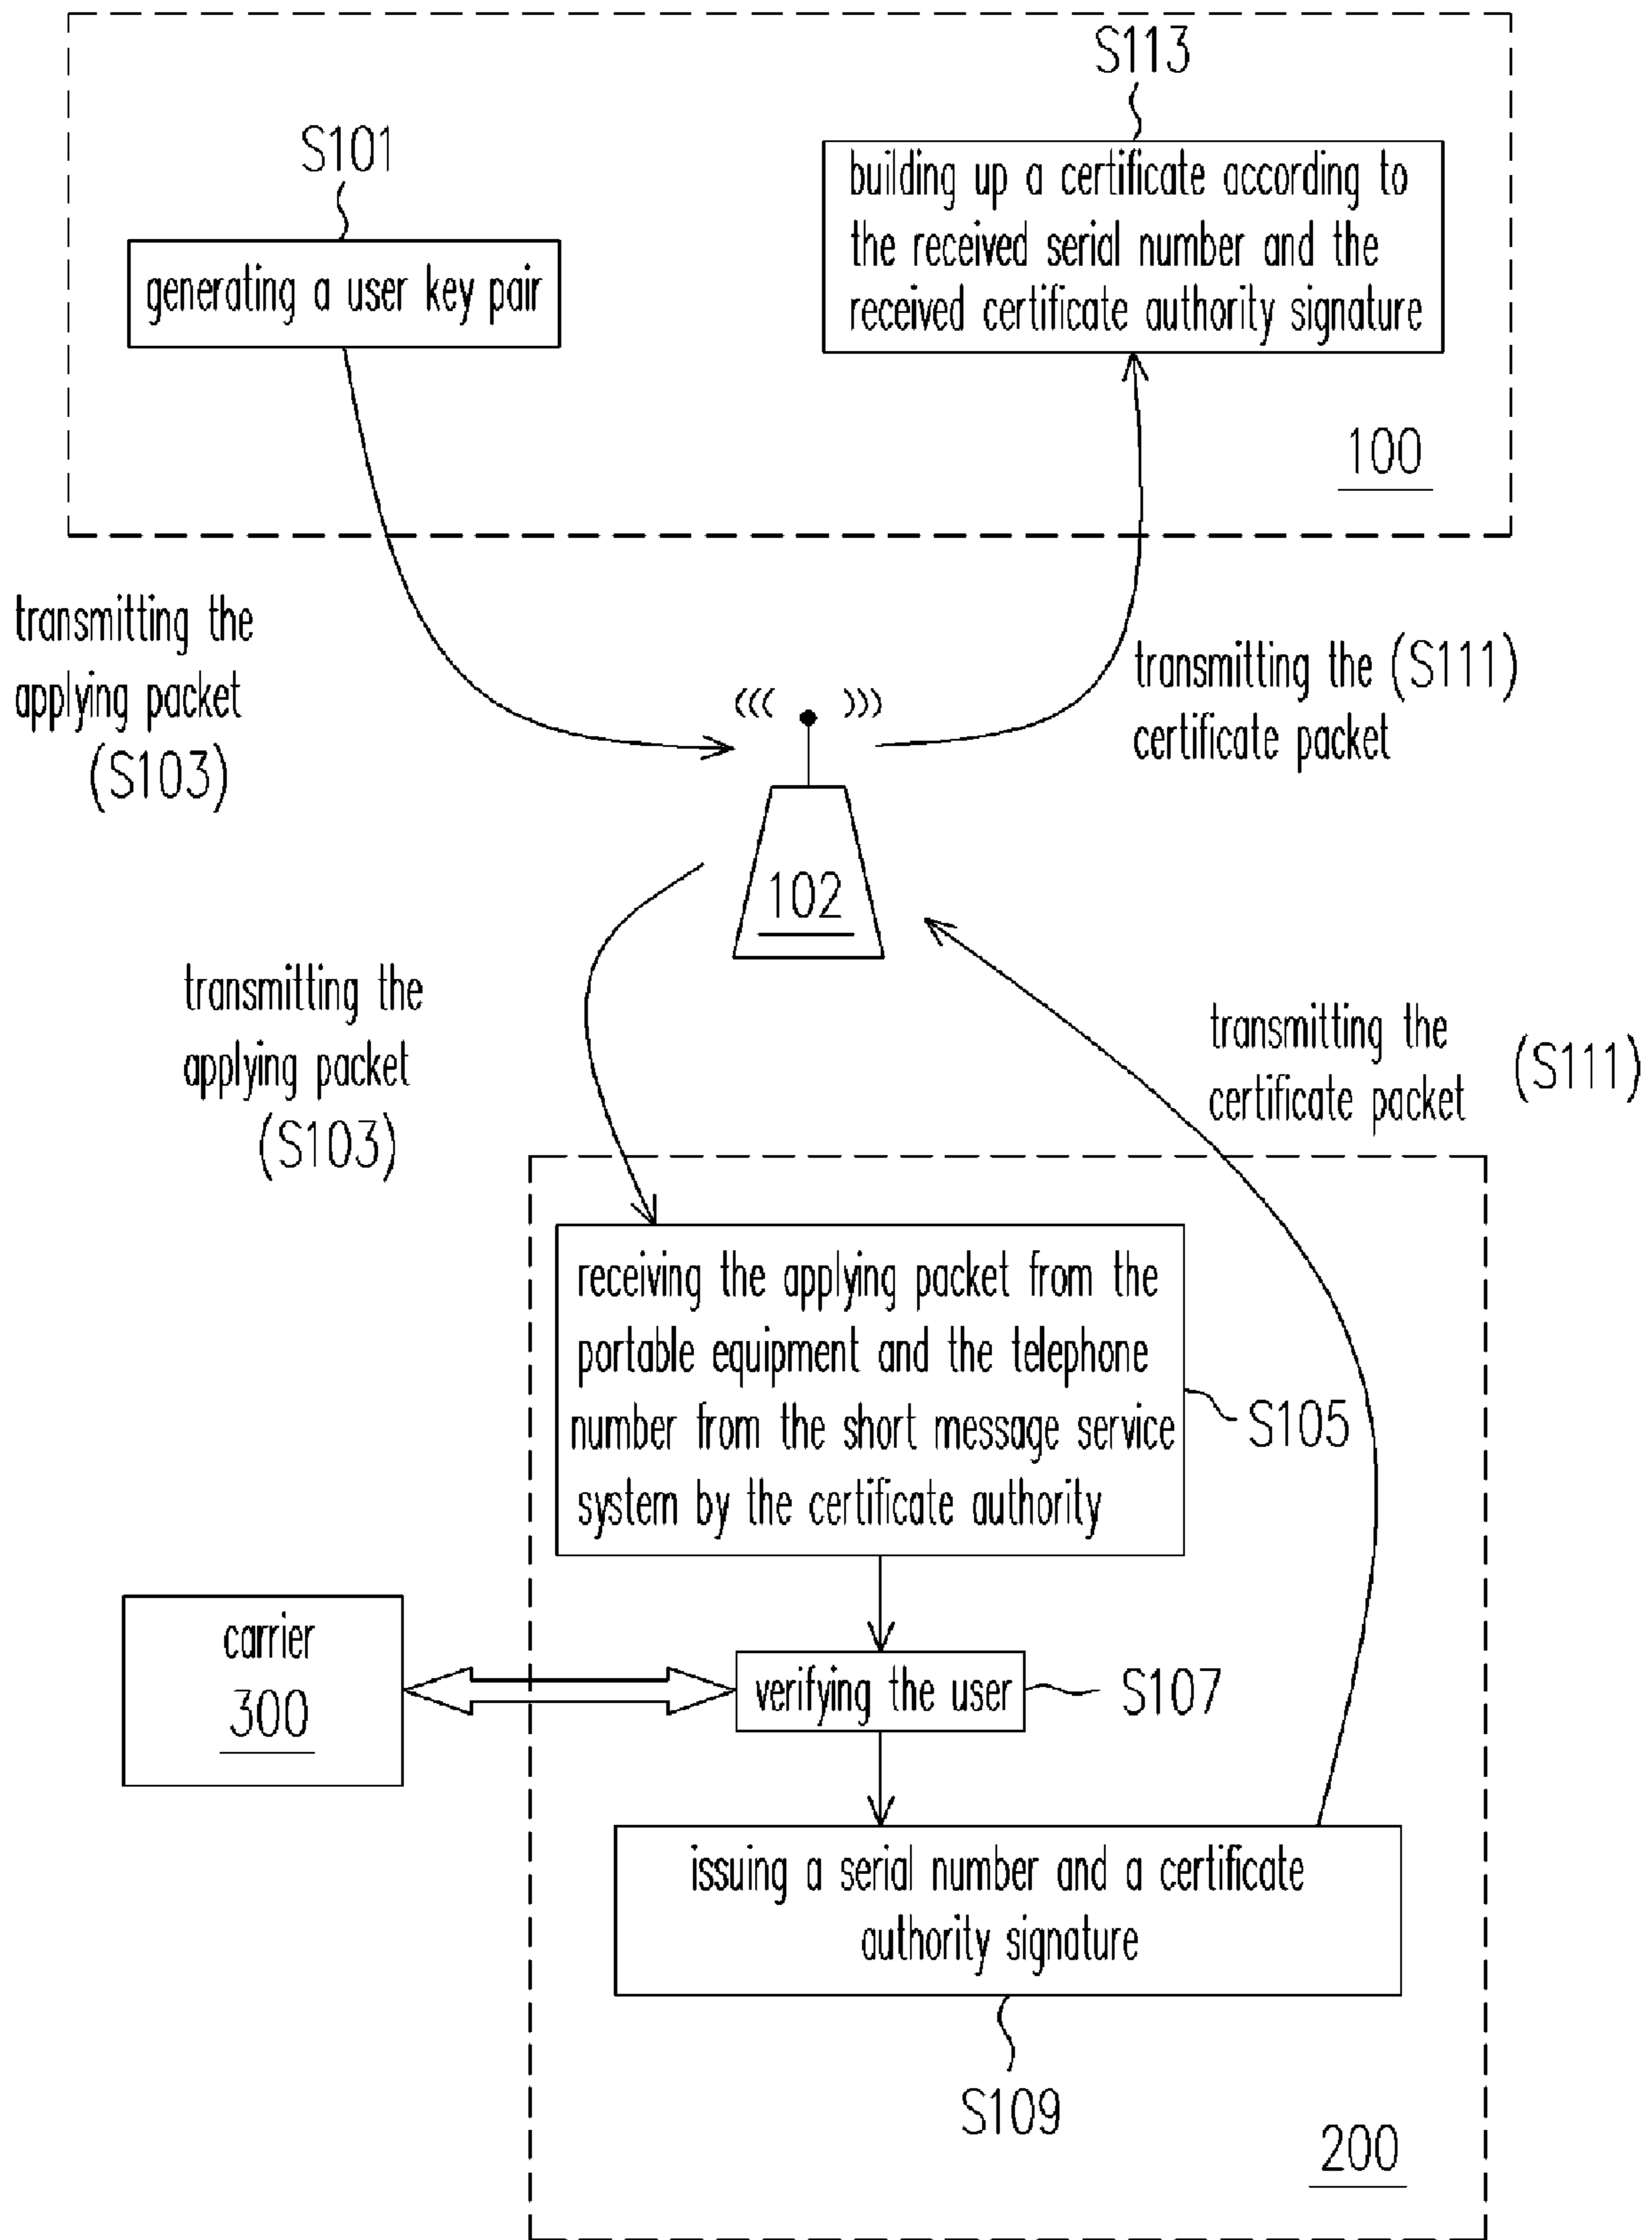 S113
S101
building up a certificate according to
the received serial number and the
received certificate authority signature
generating a user key pair
100
transmitting the
applying packet
(S103)
transmitting the (S111)
certificate packet
102
transmitting the
applying packet
(S103)
transmitting the
certificate packet
(S111)
receiving the applying packet from the
portable equipment and the telephone
number from the short message service
system by the certificate authority
S105
carrier
300
verifying the user
S107
issuing a serial number and a certificate
authority signature
S109
200